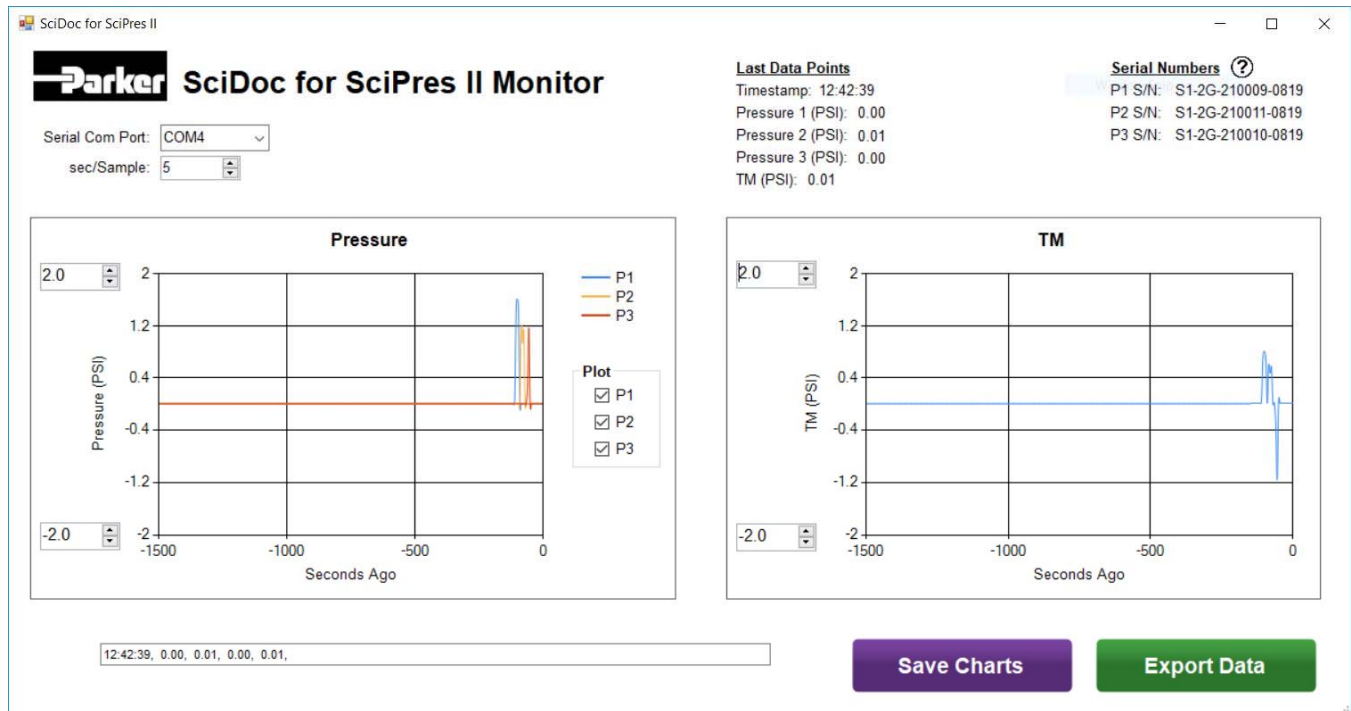 SciDoc for SciPres II
Parker
SciDoc for SciPres II Monitor
Serial Com Port: COM4
sec/Sample: 5
Last Data Points
Timestamp: 12:42:39
Pressure 1 (PSI): 0.00
Pressure 2 (PSI): 0.01
Pressure 3 (PSI): 0.00
TM (PSI): 0.01
Serial Numbers ?
P1 S/N: S1-2G-210009-0819
P2 S/N: S1-2G-210011-0819
P3 S/N: S1-2G-210010-0819
Pressure
2.0
-2.0
2
1.2
0.4
-0.4
-1.2
-2
Pressure (PSI)
-1500 -1000 -500 0
Seconds Ago
P1
P2
P3
Plot
P1
P2
P3
TM
2.0
-2.0
2
1.2
0.4
-0.4
-1.2
-2
TM (PSI)
-1500 -1000 -500 0
Seconds Ago
12:42:39, 0.00, 0.01, 0.00, 0.01,
Save Charts
Export Data